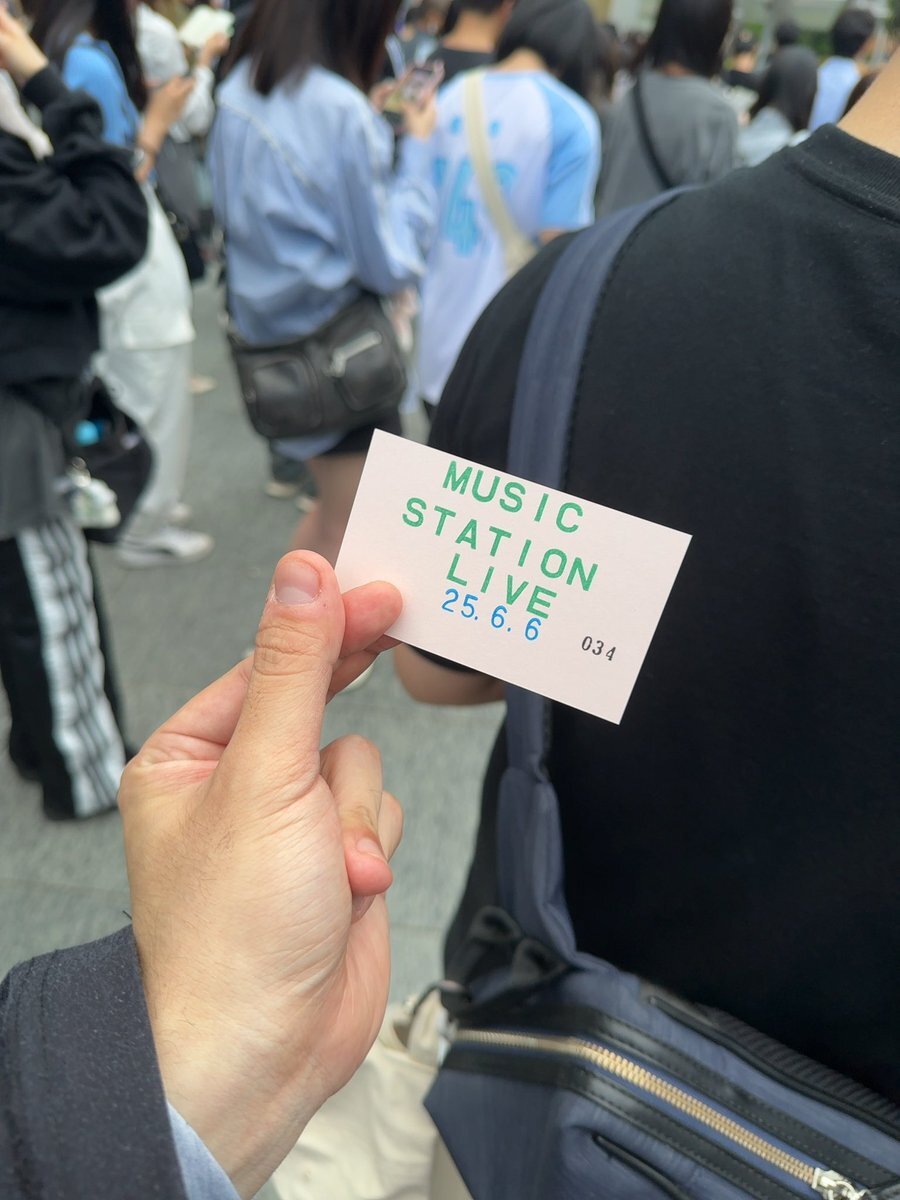 MUSIC
STATION
LIVE
25.6.6
034